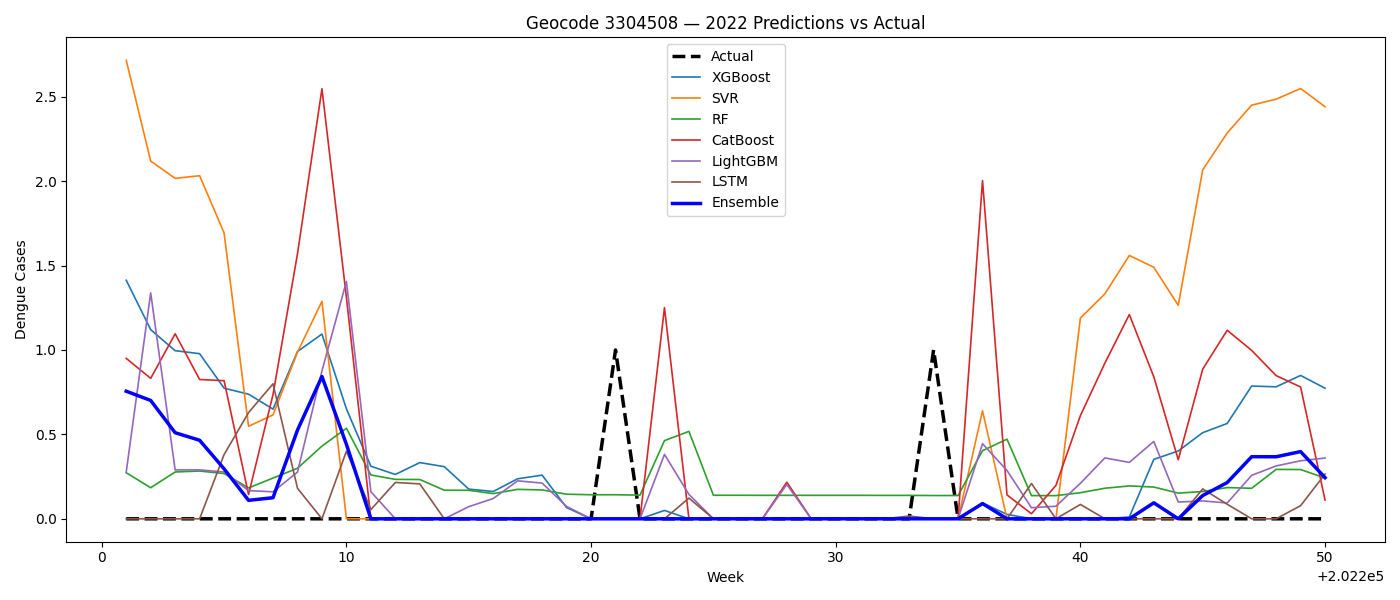 Geocode 3304508 — 2022 Predictions vs Actual
Dengue Cases
2.5
2.0
1.5
1.0
0.5
0.0
Actual
XGBoost
SVR
RF
CatBoost
LightGBM
LSTM
Ensemble
0 10 20 30 40 50
Week
+2.022e5